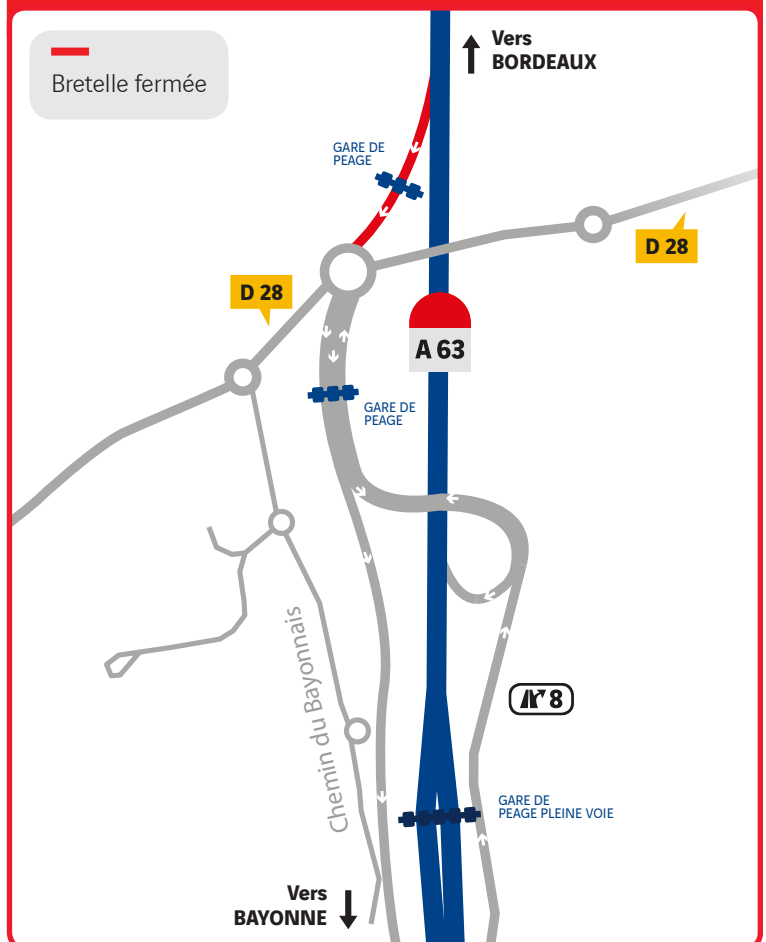 Bretelle fermée
Vers
BORDEAUX
GARE DE
PEAGE
D 28
D 28
A 63
GARE DE
PEAGE
Chemin du Bayonnais
8
GARE DE
PEAGE PLEINE VOIE
Vers
BAYONNE